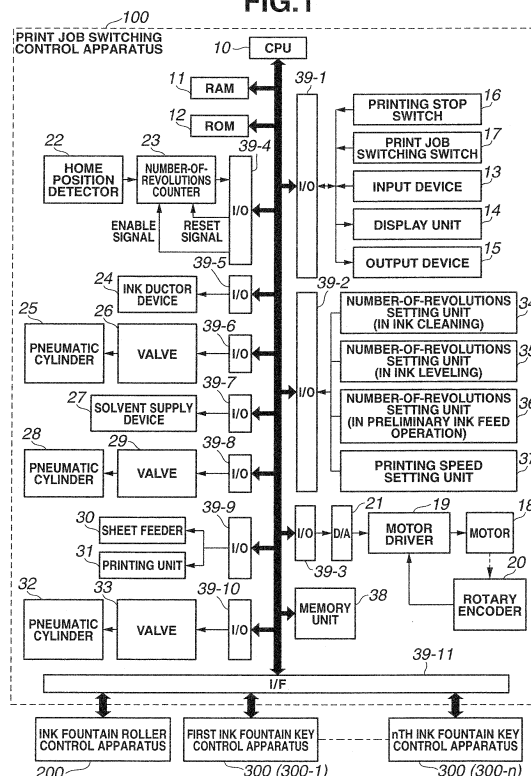 FIG.1
100
PRINT JOB SWITCHING
CONTROL APPARATUS
10
CPU
11
RAM
12
ROM
39-1
I/O
16
PRINTING STOP
SWITCH
17
PRINT JOB
SWITCHING SWITCH
13
INPUT DEVICE
14
DISPLAY UNIT
15
OUTPUT DEVICE
22
HOME
POSITION
DETECTOR
23
NUMBER-OF-
REVOLUTIONS
COUNTER
39-4
I/O
ENABLE
SIGNAL
RESET
SIGNAL
24
INK DUCTOR
DEVICE
39-5
I/O
25
PNEUMATIC
CYLINDER
26
VALVE
39-6
I/O
27
SOLVENT SUPPLY
DEVICE
39-7
I/O
28
PNEUMATIC
CYLINDER
29
VALVE
39-8
I/O
39-2
I/O
34
NUMBER-OF-REVOLUTIONS
SETTING UNIT
(IN INK CLEANING)
35
NUMBER-OF-REVOLUTIONS
SETTING UNIT
(IN INK LEVELING)
36
NUMBER-OF-REVOLUTIONS
SETTING UNIT
(IN PRELIMINARY INK FEED
OPERATION)
37
PRINTING SPEED
SETTING UNIT
30
SHEET FEEDER
31
PRINTING UNIT
39-9
I/O
39-3
I/O
21
D/A
19
MOTOR
DRIVER
18
MOTOR
20
ROTARY
ENCODER
32
PNEUMATIC
CYLINDER
33
VALVE
39-10
I/O
MEMORY
UNIT
38
39-11
I/F
INK FOUNTAIN ROLLER
CONTROL APPARATUS
200
FIRST INK FOUNTAIN KEY
CONTROL APPARATUS
300 (300-1)
nTH INK FOUNTAIN KEY
CONTROL APPARATUS
300 (300-n)